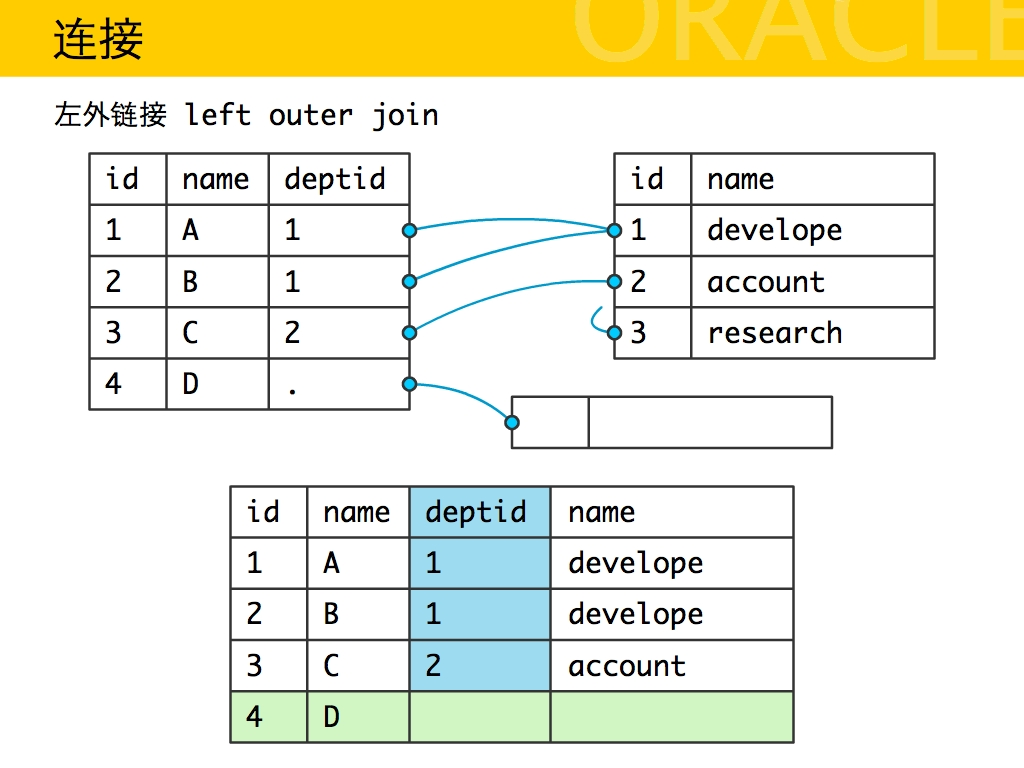 ORACLE
连接
左外链接 left outer join
id name deptid
1 A 1
2 B 1
3 C 2
4 D .
id name
1 develope
2 account
3 research
id name deptid name
1 A 1 develope
2 B 1 develope
3 C 2 account
4 D